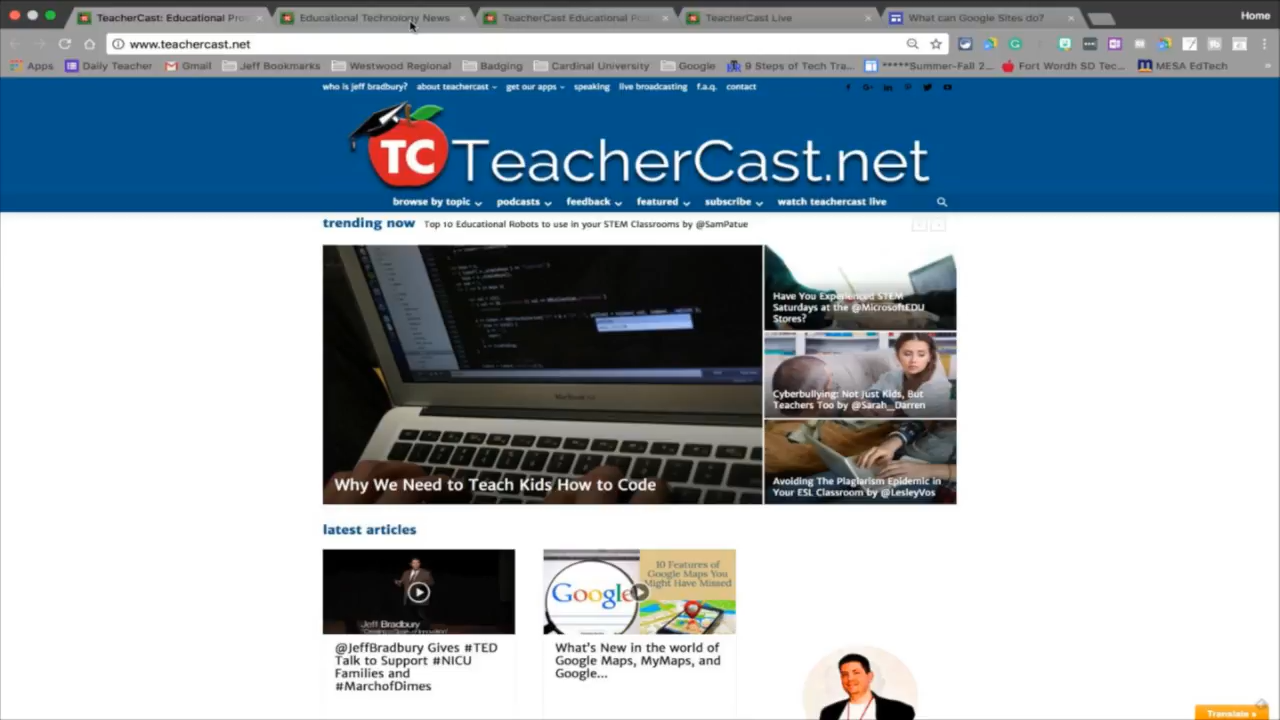 TeacherCast: Educational Pro
Educational Technology News
TeacherCast Educational Po
TeacherCast Live
What can Google Sites do?
Home
www.teachercast.net
Apps
Daily Teacher
Gmail
Jeff Bookmarks
Westwood Regional
Badging
Cardinal University
Google
9 Steps of Tech Tra...
*****Summer-Fall 2...
Fort Worth SD Tec...
MESA EdTech
»
who is jeff bradbury?
about teachercast
get our apps
speaking
live broadcasting
f.a.q.
contact
TC TeacherCast.net
browse by topic
podcasts
feedback
featured
subscribe
watch teachercast live
trending now
Top 10 Educational Robots to use in your STEM Classrooms by @SamPatue
Why We Need to Teach Kids How to Code
Have You Experienced STEM
Saturdays at the @MicrosoftEDU
Stores?
Cyberbullying: Not Just Kids, But
Teachers Too by @Sarah_Darren
Avoiding The Plagiarism Epidemic in
Your ESL Classroom by @LesleyVos
latest articles
Jeff Bradbury
Google
10 Features of
Google Maps You
Might Have Missed
@JeffBradbury Gives #TED
Talk to Support #NICU
Families and
#MarchofDimes
What's New in the world of
Google Maps, MyMaps, and
Google...
Translate »